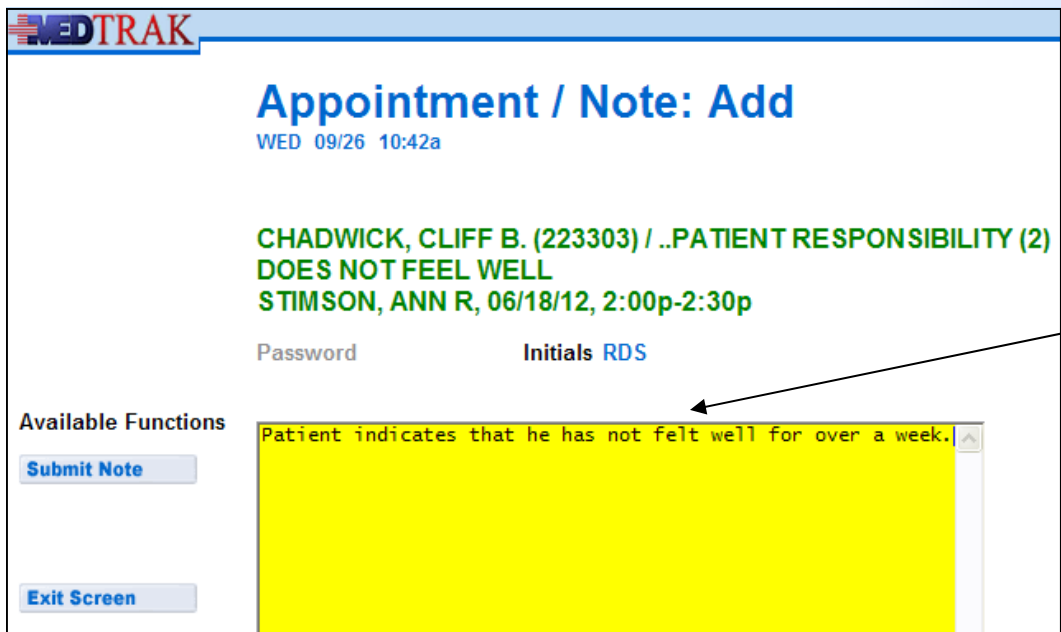 MEDTRAK
Appointment / Note: Add
WED 09/26 10:42a
CHADWICK, CLIFF B. (223303) / ..PATIENT RESPONSIBILITY (2)
DOES NOT FEEL WELL
STIMSON, ANN R, 06/18/12, 2:00p-2:30p
Password Initials RDS
Available Functions
Patient indicates that he has not felt well for over a week.
Submit Note
Exit Screen